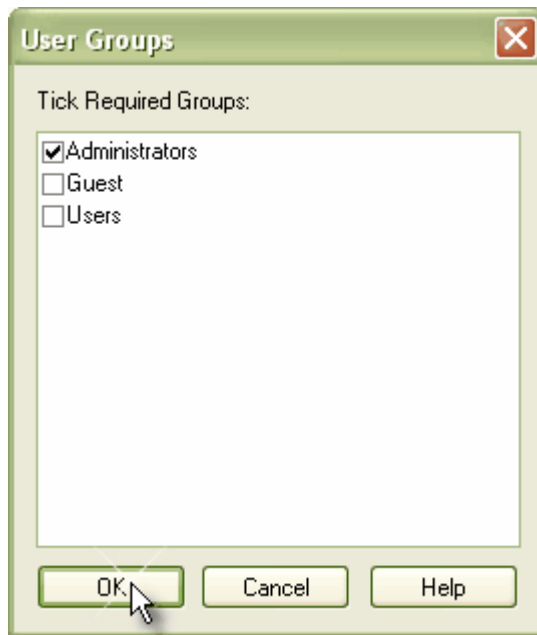 User Groups
Tick Required Groups:
Administrators
Guest
Users
OK Cancel Help